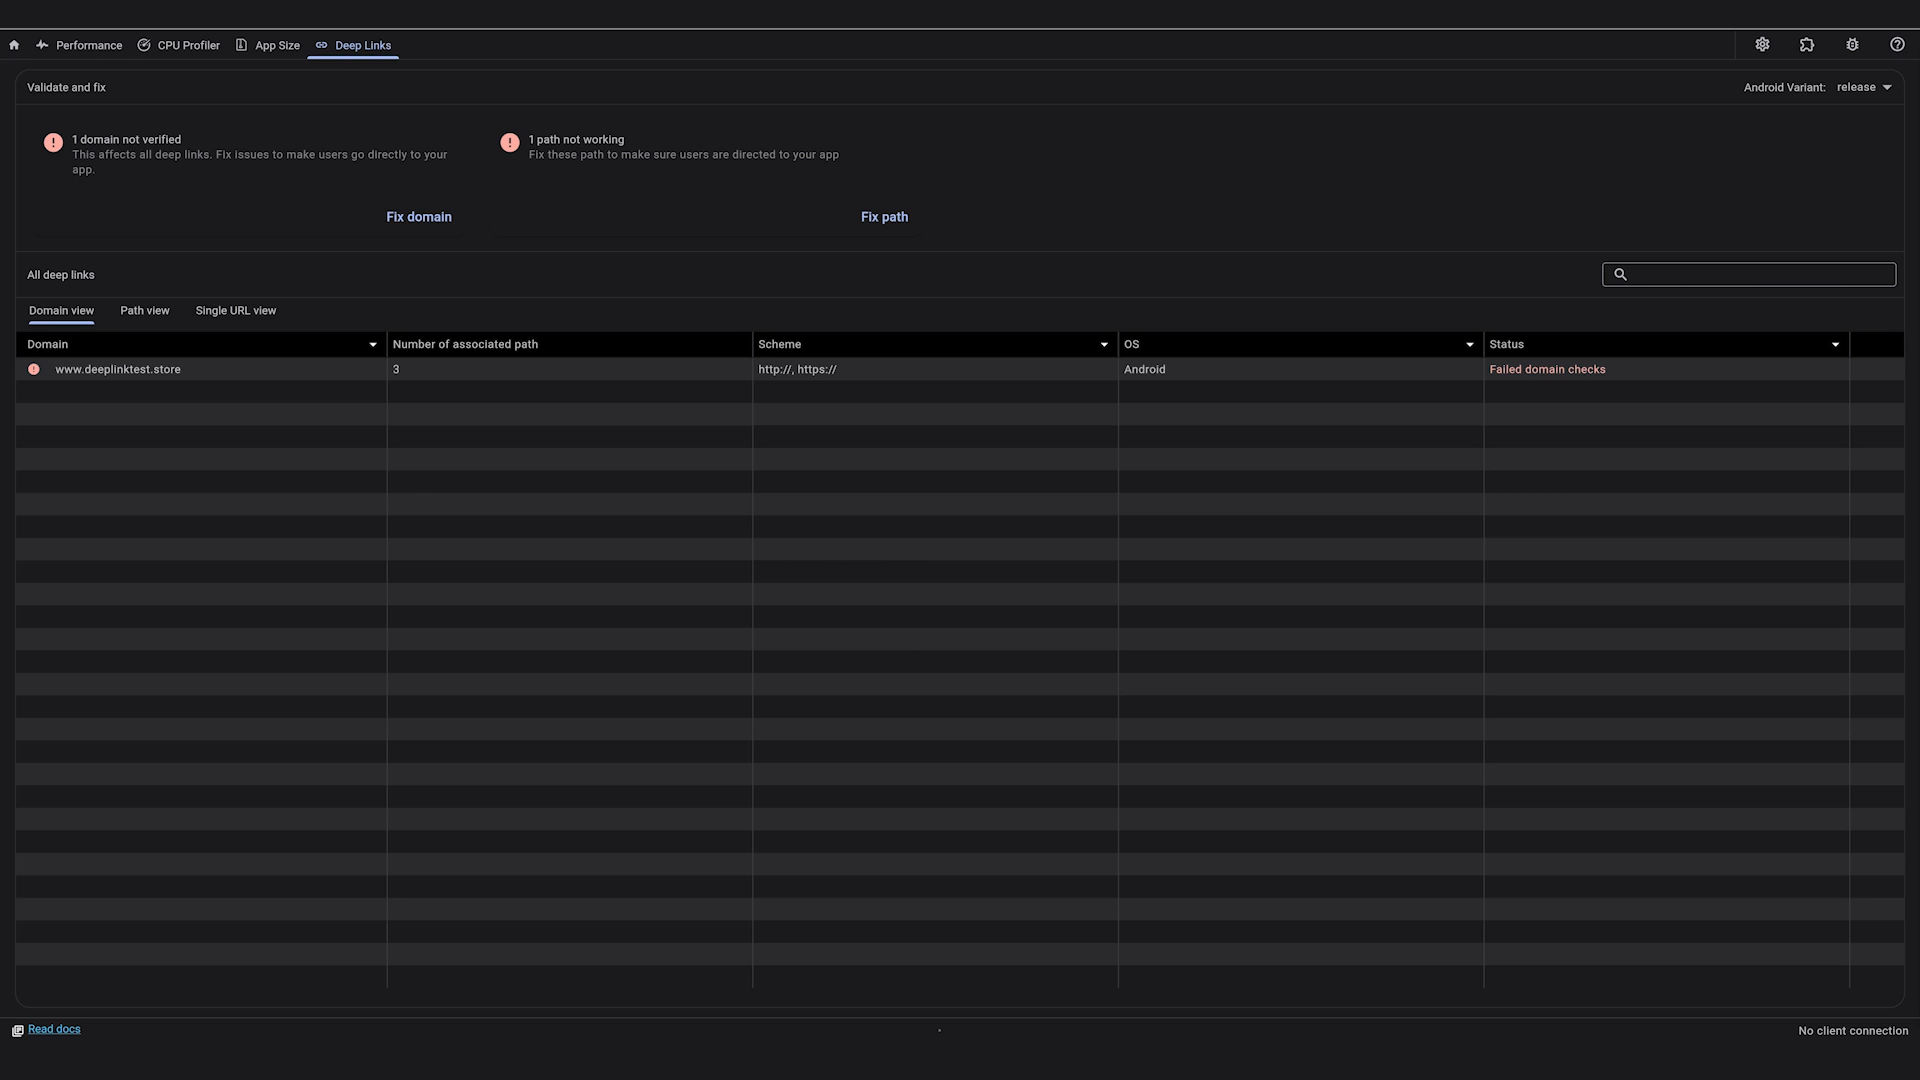 Performance
CPU Profiler
App Size
Deep Links
Validate and fix
Android Variant: release
1 domain not verified
This affects all deep links. Fix issues to make users go directly to your
app.
Fix domain
1 path not working
Fix these path to make sure users are directed to your app
Fix path
All deep links
Domain view
Path view
Single URL view
Domain
Number of associated path
Scheme
OS
Status
www.deeplinktest.store
3
http://, https://
Android
Failed domain checks
Read docs
No client connection